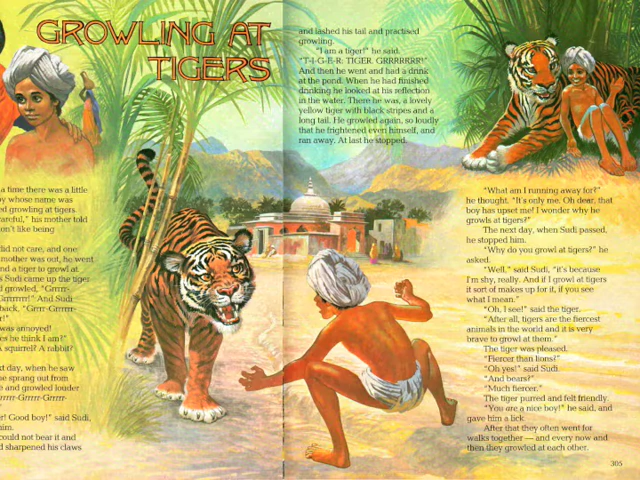 GROWLING AT
TIGERS
a time there was a little
y whose name was
ed growling at tigers.
careful," his mother told
on't like being
did not care, and one
mother was out, he went
nd a tiger to growl at.
s Sudi came up the tiger
d growled, "Grrrr-
Grrrrrr!" And Sudi
back, "Grrr-Grrrrrr-
r!"
was annoyed!
es he think I am?"
A squirrel? A rabbit?
xt day, when he saw
he sprang out from
e and growled louder
Grrrrr-Grrrrr-Grrrr-
r! Good boy!" said Sudi,
him.
could not bear it and
d sharpened his claws
and lashed his tail and practised
growling.
"I am a tiger!" he said.
"T-I-G-E-R: TIGER. GRRRRRRR!"
And then he went and had a drink
at the pond. When he had finished
drinking he looked at his reflection
in the water. There he was, a lovely
yellow tiger with black stripes and a
long tail. He growled again, so loudly
that he frightened even himself, and
ran away. At last he stopped.
"What am I running away for?"
he thought. "It's only me. Oh dear, that
boy has upset me! I wonder why he
growls at tigers?"
The next day, when Sudi passed,
he stopped him.
"Why do you growl at tigers?" he
asked.
"Well," said Sudi, "it's because
I'm shy, really. And if I growl at tigers
it sort of makes up for it, if you see
what I mean."
"Oh, I see!" said the tiger.
"After all, tigers are the fiercest
animals in the world and it is very
brave to growl at them."
The tiger was pleased.
"Fiercer than lions?"
"Oh yes!" said Sudi.
"And bears?"
"Much fiercer."
The tiger purred and felt friendly.
"You are a nice boy!" he said, and
gave him a lick.
After that they often went for
walks together — and every now and
then they growled at each other.
305